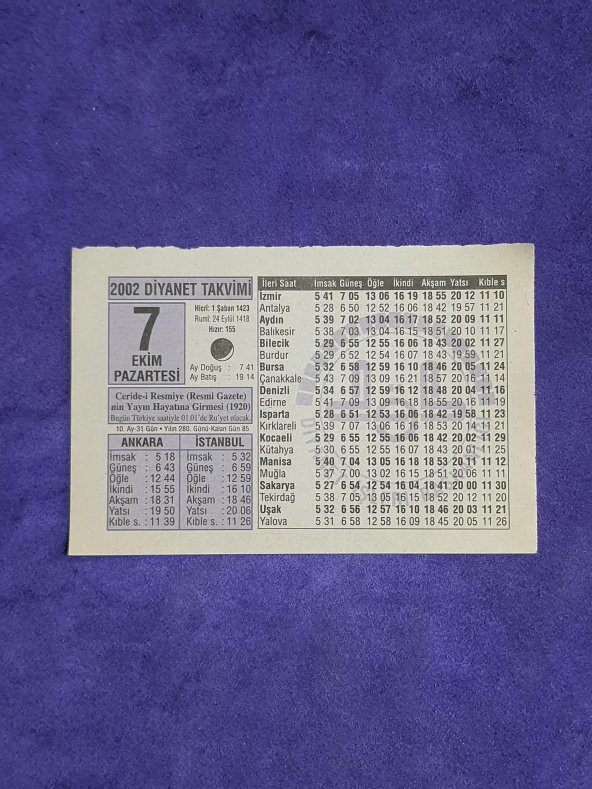 2002 DİYANET TAKVİMİ
7
EKİM
PAZARTESİ
Hicrî: 1 Şaban 1423
Rumî: 24 Eylül 1418
Hızır: 155
Ay Doğuş : 7 41
Ay Batış : 19 14
Ceride-i Resmiye (Resmi Gazete)
nin Yayın Hayatına Girmesi (1920)
Bugün Türkiye saatiyle 01.01'de Ru'yet olacak.
10. Ay-31 Gün • Yılın 280. Günü-Kalan Gün 85
ANKARA
İmsak : 5 18
Güneş : 6 43
Öğle : 12 44
İkindi : 15 55
Akşam : 18 31
Yatsı : 19 50
Kıble s. : 11 39
İSTANBUL
İmsak : 5 32
Güneş : 6 59
Öğle : 12 59
İkindi : 16 10
Akşam : 18 46
Yatsı : 20 06
Kıble s. : 11 26
İleri Saat İmsak Güneş Öğle İkindi Akşam Yatsı Kıble s
İzmir 5 41 7 05 13 06 16 19 18 55 20 12 11 10
Antalya 5 28 6 50 12 52 16 06 18 42 19 57 11 21
Aydın 5 39 7 02 13 04 16 17 18 52 20 09 11 11
Balıkesir 5 38 7 03 13 04 16 15 18 51 20 10 11 17
Bilecik 5 29 6 55 12 55 16 06 18 43 20 02 11 27
Burdur 6 52 12 54 16 07 18 43 19 59 11 21
Bursa 5 32 6 58 12 59 16 10 18 46 20 05 11 24
Çanakkale 5 43 7 09 13 09 16 21 18 57 20 16 11 14
Denizli 5 34 6 57 12 59 16 12 18 48 20 04 11 16
Edirne 5 41 7 09 13 09 16 19 18 55 20 16
Isparta 5 28 6 51 12 53 16 06 18 42 19 58 11 23
Kırklareli 5 39 7 07 13 07 16 17
Kocaeli 5 29 6 55 12 55 16 06 18 42 20 02 11 29
Kütahya 5 30 6 55 12 55 16 07 18 43 20 01 11 25
Manisa 5 40 7 04 13 05 16 18 18 53 20 11 11 12
Muğla 5 37 7 00 13 02 16 15 18 51 20 06 11 11
Sakarya 5 27 6 54 12 54 16 04 18 41 20 00 11 30
Tekirdağ 5 38 7 05 13 05 16 15 18 52 20 12
Uşak 5 32 6 56 12 57 16 10 18 46 20 03 11 21
Yalova 5 31 6 58 12 58 16 09 18 45 20 05 11 26